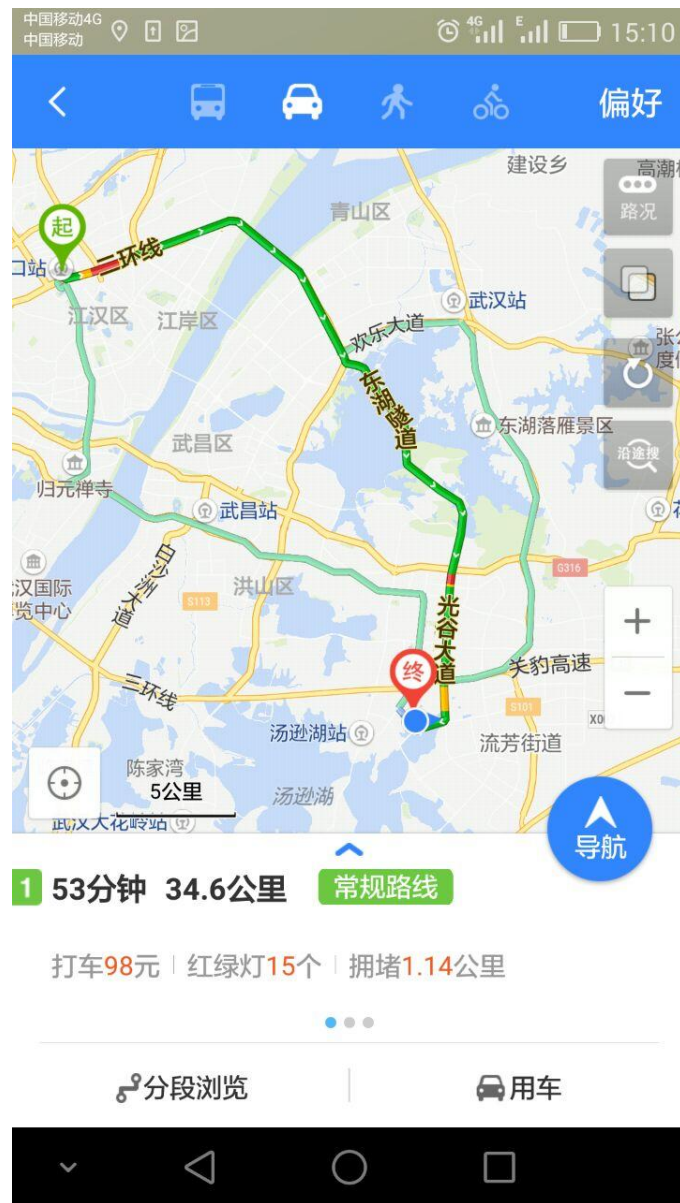 中国移动4G
中国移动
4G
E
15:10
偏好
建设乡
高潮
路况
青山区
起
二环线
口站
武汉站
江汉区
江岸区
欢乐大道
张公
度假
东湖隧道
东湖落雁景区
沿途搜
武昌区
归元禅寺
武昌站
花
白沙洲大道
汉国际
览中心
洪山区
S113
G316
光谷大道
终
关豹高速
三环线
S101
X00
汤逊湖站
流芳街道
陈家湾
5公里
汤逊湖
武汉大花岭站
导航
1 53分钟 34.6公里 常规路线
打车98元 红绿灯15个 拥堵1.14公里
分段浏览
用车